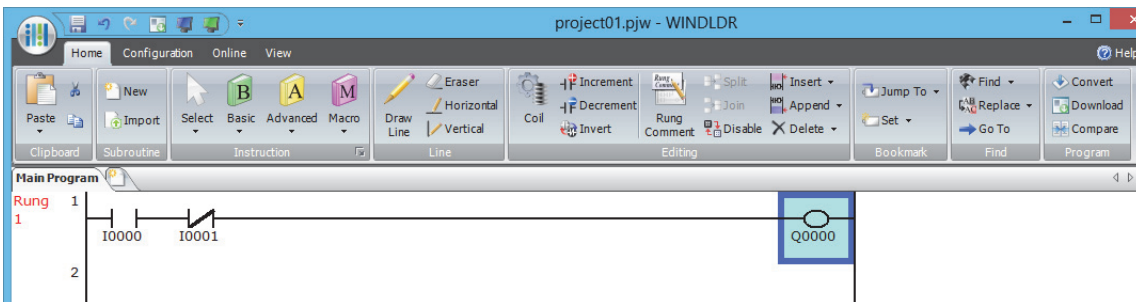 project01.pjw - WINDLDR
Home Configuration Online View Help
Paste
Clipboard
New
Import
Subroutine
Select Basic Advanced Macro
B A M
Instruction
Draw Line
Eraser
Horizontal
Vertical
Line
Coil
Increment
Decrement
Invert
Rung Comment
Split
Join
Disable
Insert
Append
Delete
Editing
Jump To
Set
Bookmark
Find
Replace
Go To
Find
Convert
Download
Compare
Program
Main Program
Rung 1
1
I0000 I0001 Q0000
2